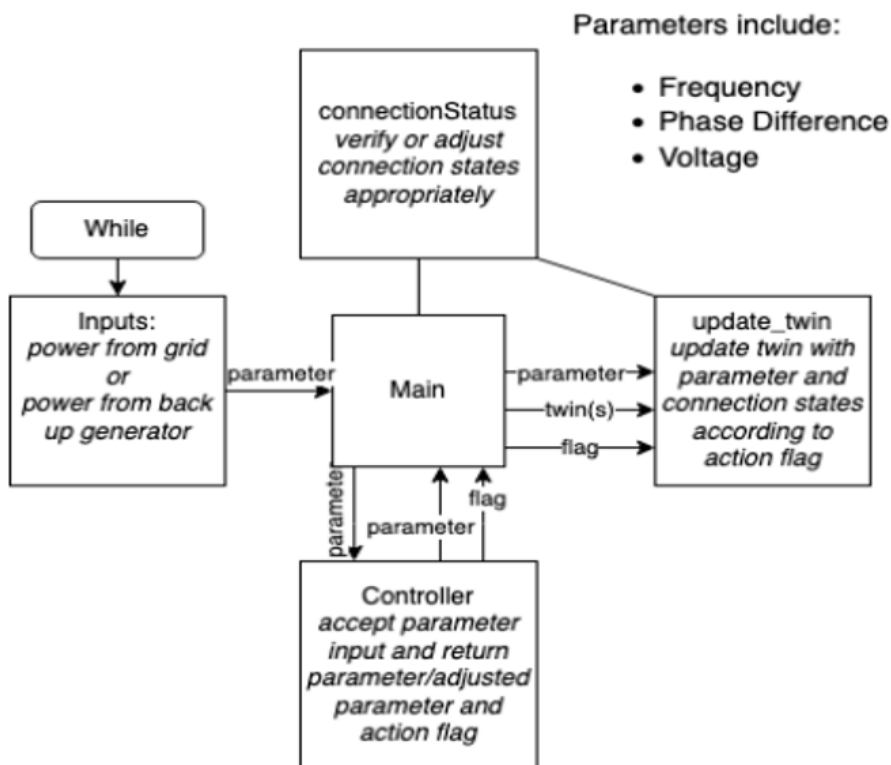 Parameters include:
• Frequency
• Phase Difference
• Voltage
connectionStatus
verify or adjust
connection states
appropriately
While
Inputs:
power from grid
or
power from back
up generator
parameter
Main
parameter
twin(s)
flag
update_twin
update twin with
parameter and
connection states
according to
action flag
parameter
parameter
flag
Controller
accept parameter
input and return
parameter/adjusted
parameter and
action flag